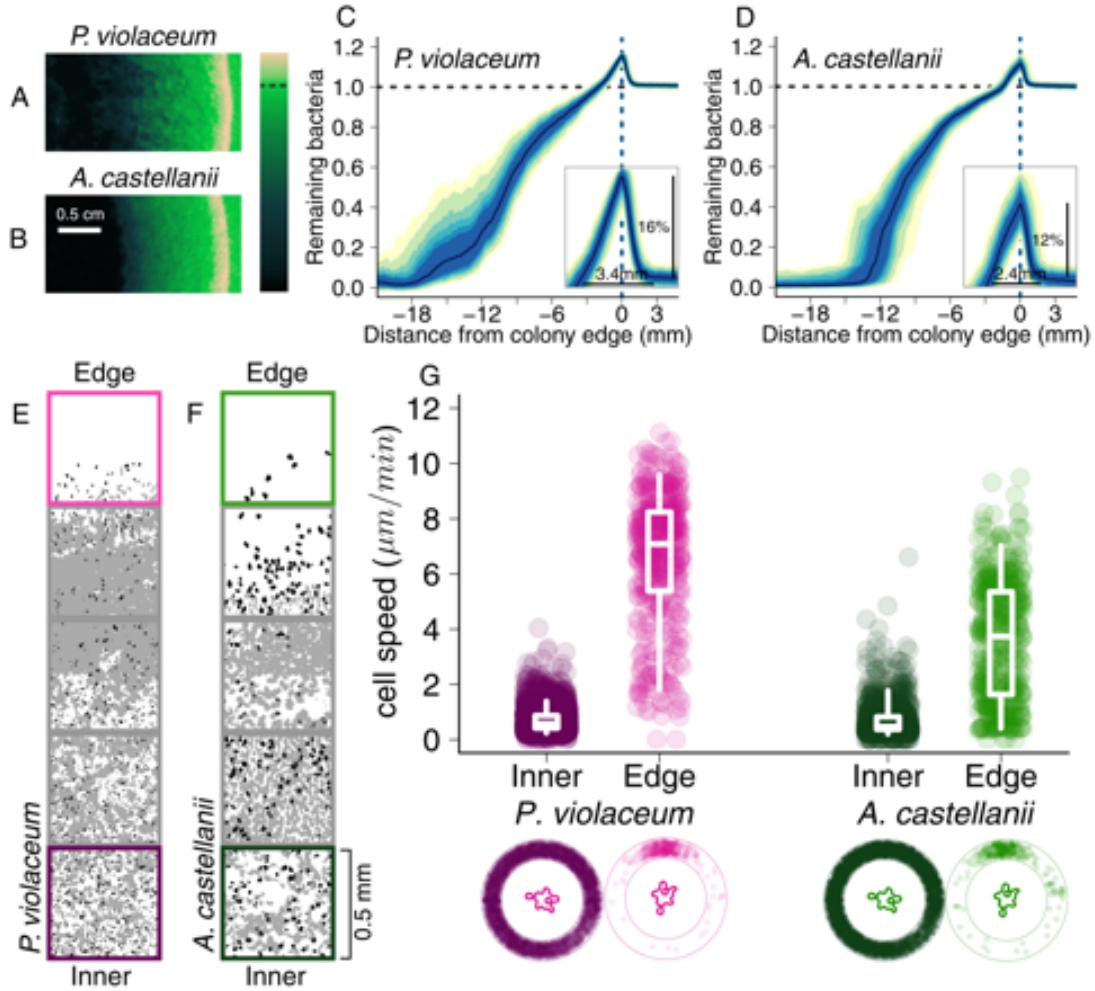 P. violaceum
A
A. castellanii
0.5 cm
B
C
P. violaceum
Remaining bacteria
1.2
1.0
0.8
0.6
0.4
0.2
0.0
16%
3.4mm
−18 −12 −6 0 3
Distance from colony edge (mm)
D
A. castellanii
Remaining bacteria
1.2
1.0
0.8
0.6
0.4
0.2
0.0
12%
2.4mm
−18 −12 −6 0 3
Distance from colony edge (mm)
Edge
E
P. violaceum
Inner
Edge
F
A. castellanii
0.5 mm
Inner
G
cell speed (μm/min)
12
10
8
6
4
2
0
Inner Edge Inner Edge
P. violaceum A. castellanii